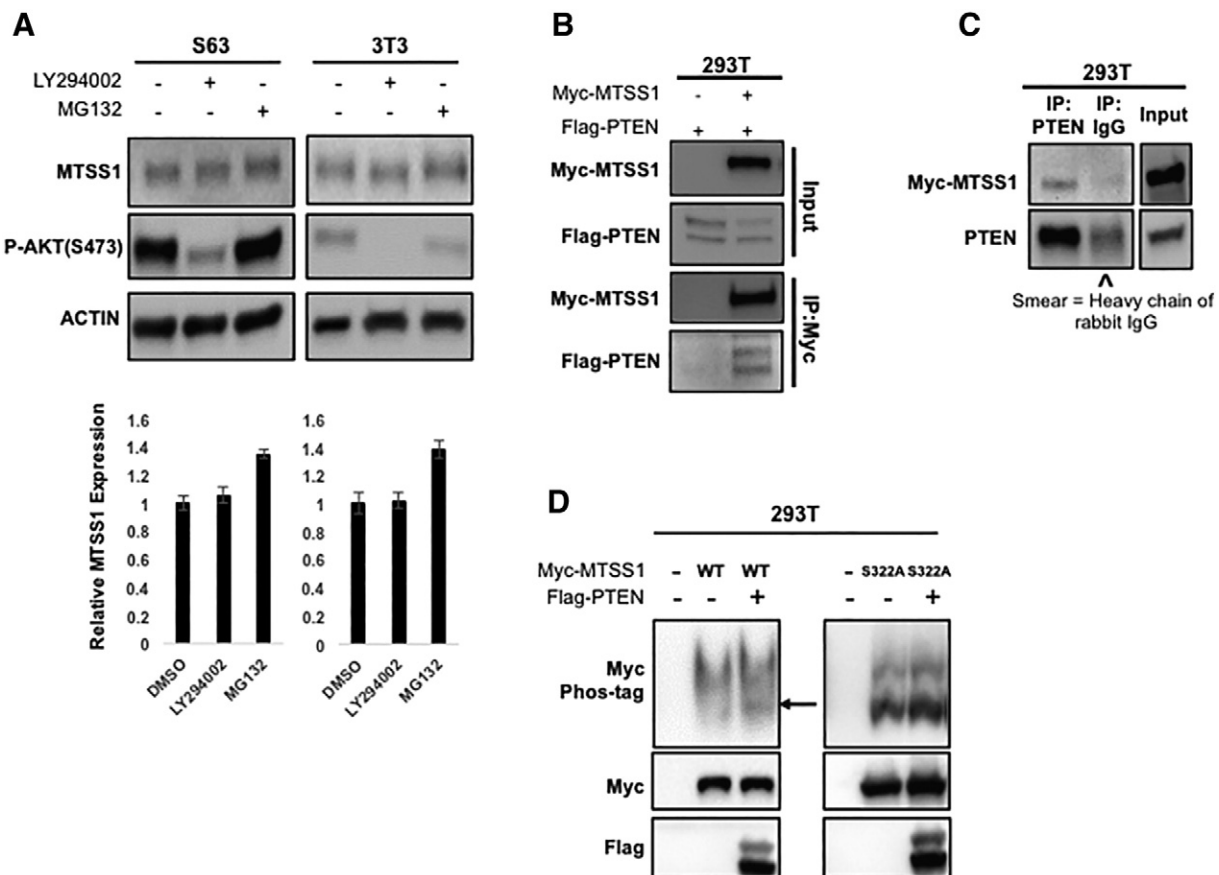 A
S63 3T3
LY294002 - + - - + -
MG132 - - + - - +
MTSS1
P-AKT(S473)
ACTIN
Relative MTSS1 Expression
1.6
1.4
1.2
1
0.8
0.6
0.4
0.2
0
DMSO
LY294002
MG132
1.6
1.4
1.2
1
0.8
0.6
0.4
0.2
0
DMSO
LY294002
MG132
B
293T
Myc-MTSS1 - +
Flag-PTEN + +
Myc-MTSS1
Flag-PTEN
Input
Myc-MTSS1
Flag-PTEN
IP:Myc
C
293T
IP: IP: Input
PTEN IgG
Myc-MTSS1
PTEN
^
Smear = Heavy chain of
rabbit IgG
D
293T
Myc-MTSS1 - WT WT - S322A S322A
Flag-PTEN - - + - - +
Myc
Phos-tag
Myc
Flag